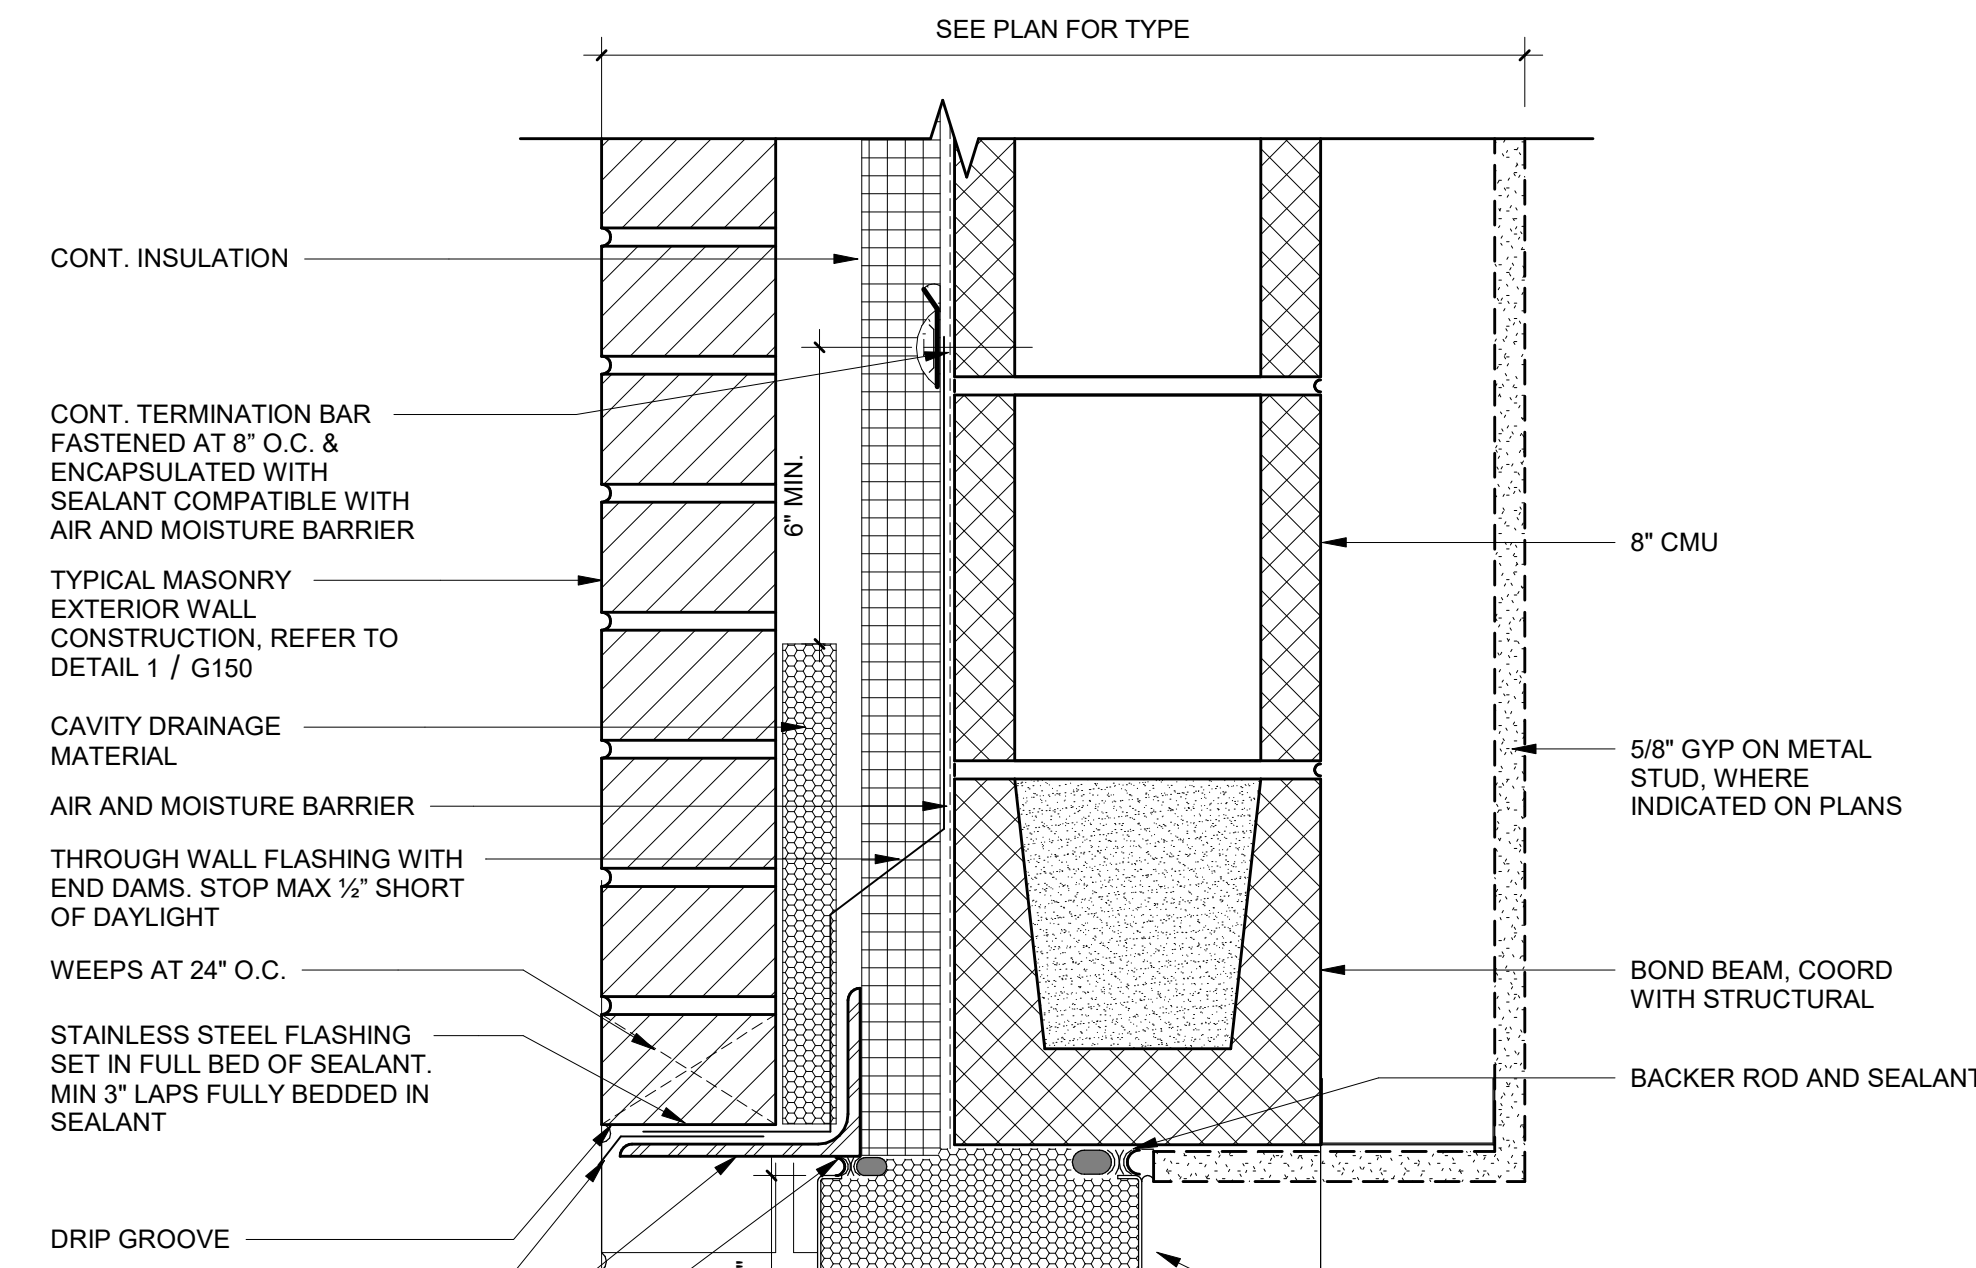 SEE PLAN FOR TYPE
CONT. INSULATION
CONT. TERMINATION BAR
FASTENED AT 8” O.C. &
ENCAPSULATED WITH
SEALANT COMPATIBLE WITH
AIR AND MOISTURE BARRIER
TYPICAL MASONRY
EXTERIOR WALL
CONSTRUCTION, REFER TO
DETAIL 1 / G150
CAVITY DRAINAGE
MATERIAL
AIR AND MOISTURE BARRIER
THROUGH WALL FLASHING WITH
END DAMS. STOP MAX ½” SHORT
OF DAYLIGHT
WEEPS AT 24" O.C.
STAINLESS STEEL FLASHING
SET IN FULL BED OF SEALANT.
MIN 3" LAPS FULLY BEDDED IN
SEALANT
DRIP GROOVE
6" MIN.
"
8" CMU
5/8" GYP ON METAL
STUD, WHERE
INDICATED ON PLANS
BOND BEAM, COORD
WITH STRUCTURAL
BACKER ROD AND SEALANT